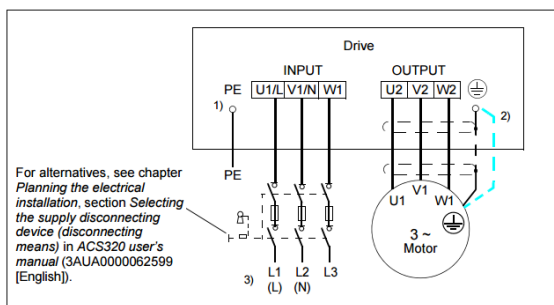 Drive
INPUT
OUTPUT
PE
U1/L V1/N W1
U2 V2 W2
1)
2)
PE
For alternatives, see chapter
Planning the electrical
installation, section Selecting
the supply disconnecting
device (disconnecting
means) in ACS320 user's
manual (3AUA0000062599
[English]).
U1
V1
W1
3 ~
Motor
3)
L1
L2
L3
(L)
(N)